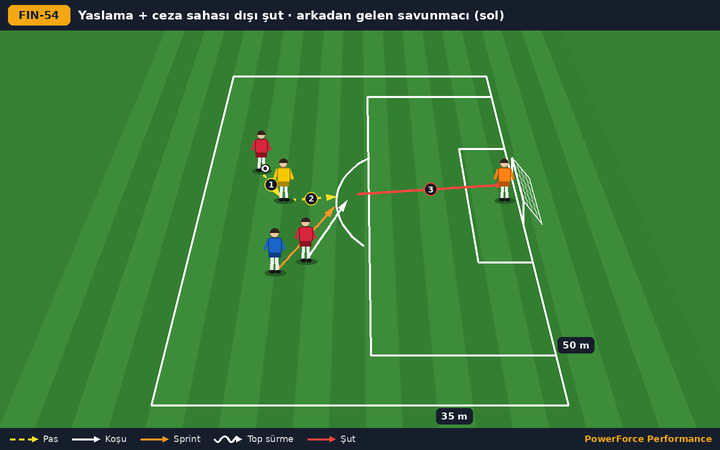 FIN-54 Yaslama + ceza sahası dışı şut · arkadan gelen savunmacı (sol)
1
2
3
50 m
35 m
Pas Koşu Sprint Top sürme Şut PowerForce Performance